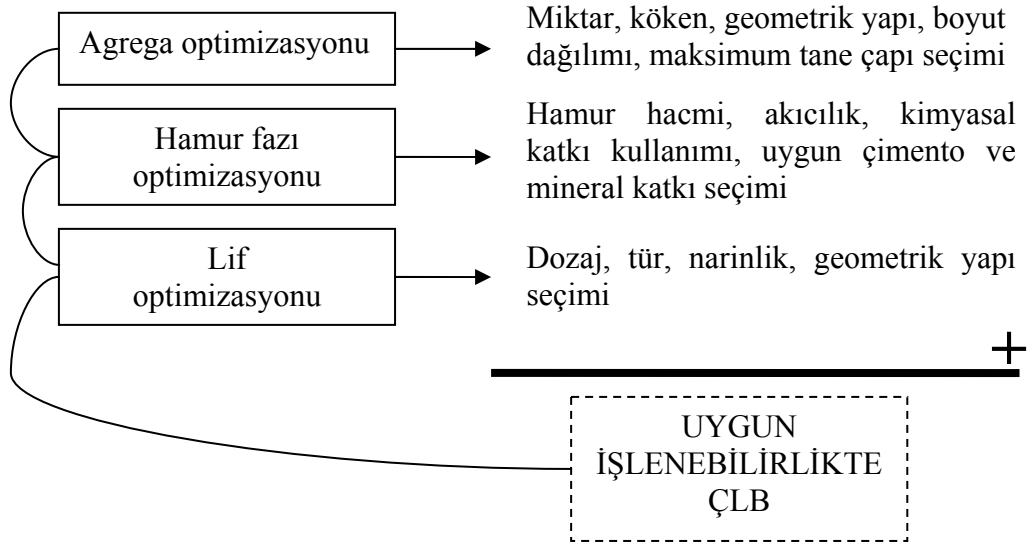 Agrega optimizasyonu
Miktar, köken, geometrik yapı, boyut
dağılımı, maksimum tane çapı seçimi
Hamur fazı
optimizasyonu
Hamur hacmi, akıcılık, kimyasal
katkı kullanımı, uygun çimento ve
mineral katkı seçimi
Lif
optimizasyonu
Dozaj, tür, narinlik, geometrik yapı
seçimi
+
UYGUN
İŞLENEBİLİRLİKTE
ÇLB